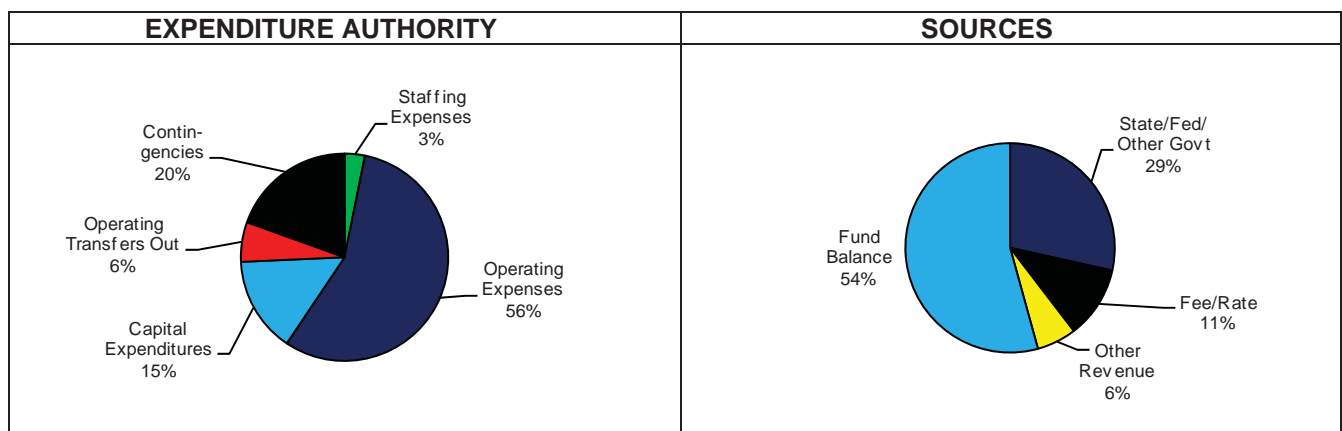 EXPENDITURE AUTHORITY
Staffing
Expenses
3%
Contin-
gencies
20%
Operating
Transfers Out
6%
Operating
Expenses
56%
Capital
Expenditures
15%
SOURCES
State/Fed/
Other Govt
29%
Fund
Balance
54%
Fee/Rate
11%
Other
Revenue
6%